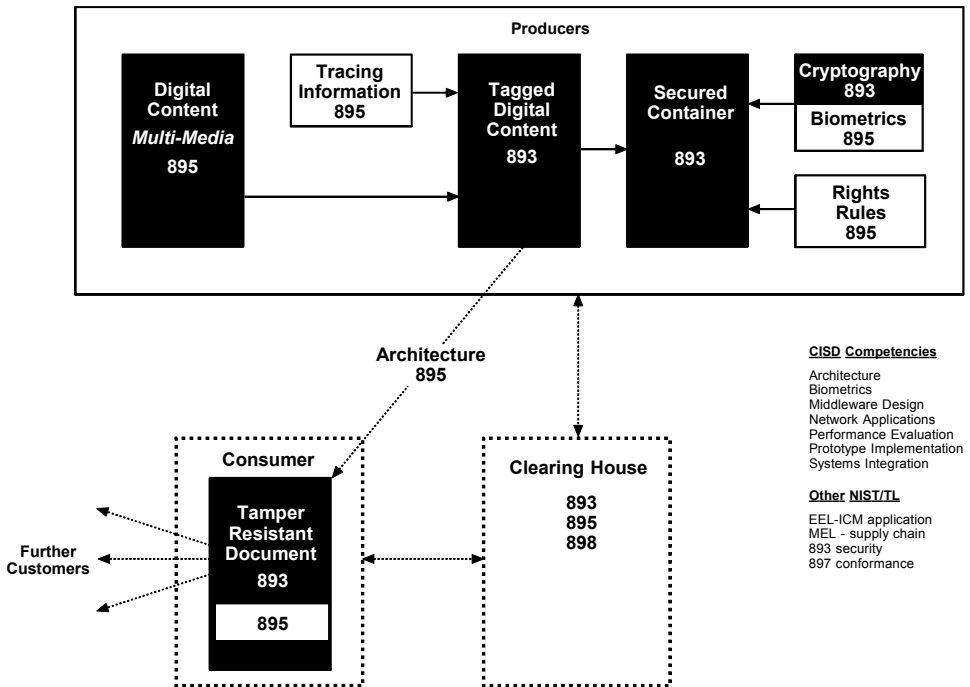 Producers
Digital
Content
Multi-Media
895
Tracing
Information
895
Tagged
Digital
Content
893
Secured
Container
893
Cryptography
893
Biometrics
895
Rights
Rules
895
Architecture
895
Consumer
Tamper
Resistant
Document
893
895
Further
Customers
Clearing House
893
895
898
CISD Competencies
Architecture
Biometrics
Middleware Design
Network Applications
Performance Evaluation
Prototype Implementation
Systems Integration
Other NIST/TL
EEL-ICM application
MEL - supply chain
893 security
897 conformance